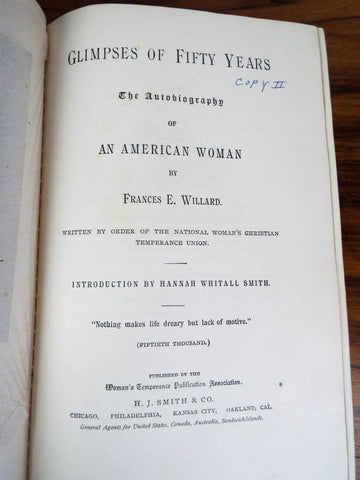 GLIMPSES OF FIFTY YEARS
COPY II
The Autobiography
OF
AN AMERICAN WOMAN
BY
FRANCES E. WILLARD.
WRITTEN BY ORDER OF THE NATIONAL WOMAN'S CHRISTIAN
TEMPERANCE UNION.
INTRODUCTION BY HANNAH WHITALL SMITH.
"Nothing makes life dreary but lack of motive."
(FIFTIETH THOUSAND.)
PUBLISHED BY THE
Woman's Temperance Publication Association.
H. J. SMITH & CO.
CHICAGO, PHILADELPHIA, KANSAS CITY, OAKLAND, CAL.
General Agents for United States, Canada, Australia, Sandwich Islands.